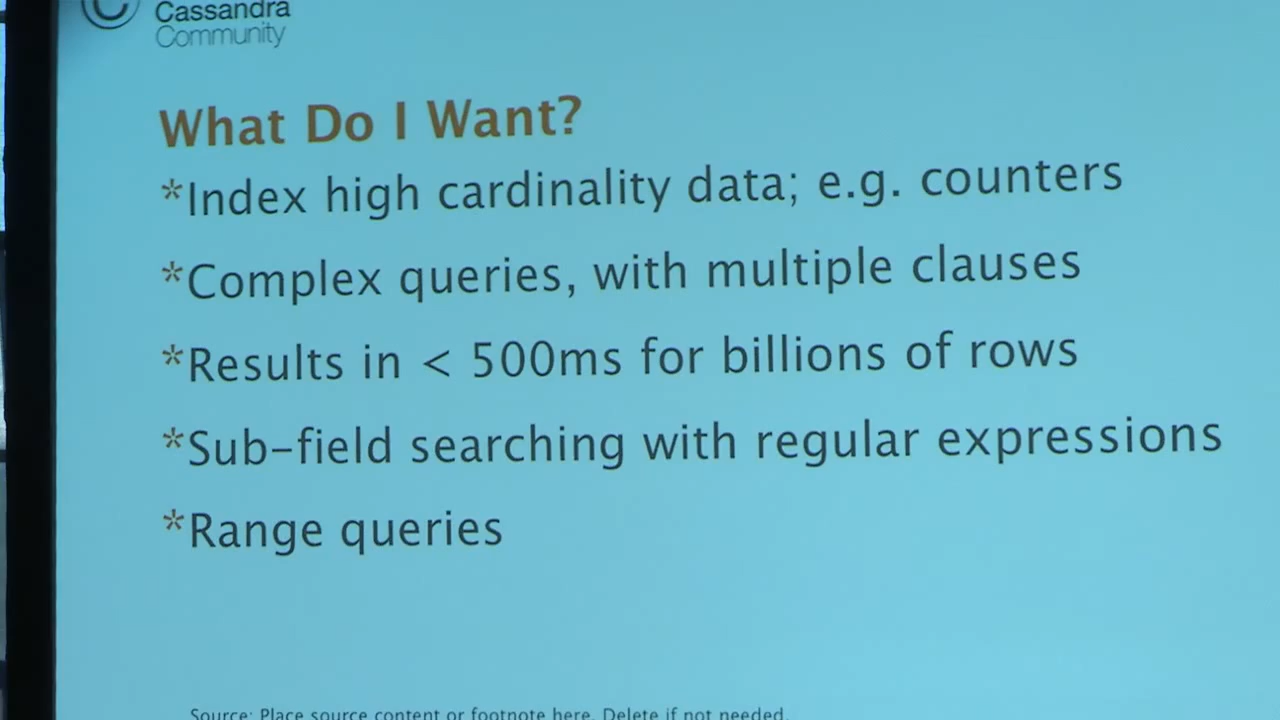 Cassandra
Community
What Do I Want?
*Index high cardinality data; e.g. counters
*Complex queries, with multiple clauses
*Results in < 500ms for billions of rows
*Sub-field searching with regular expressions
*Range queries
Source: Place source content or footnote here. Delete if not needed.